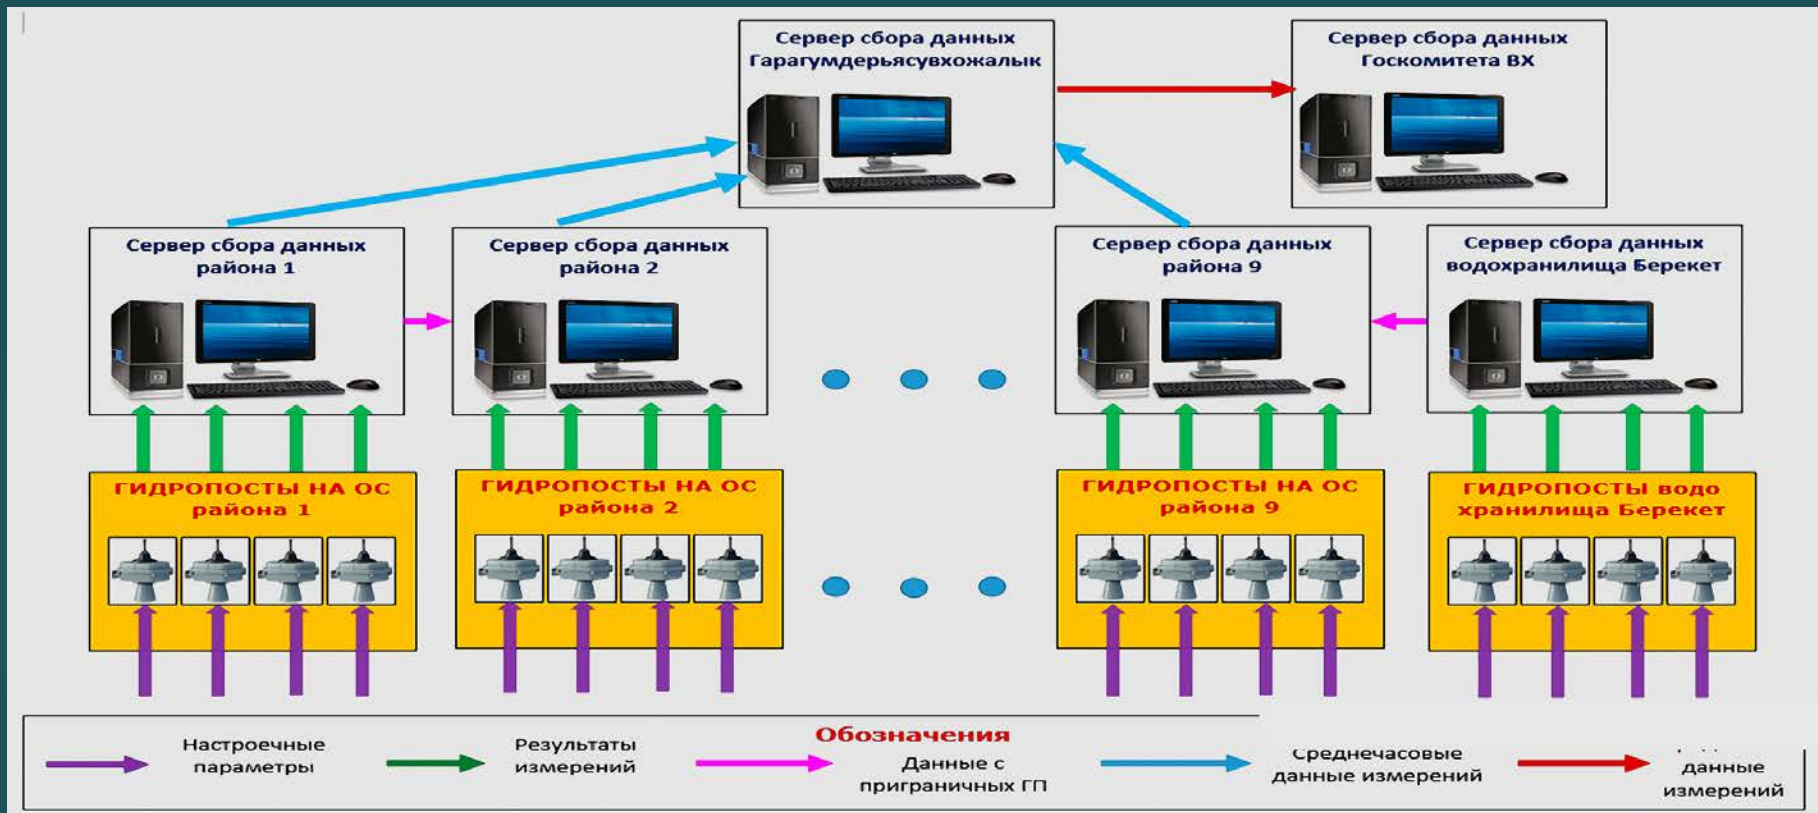 Сервер сбора данных
Гарагумдерьясувхожалык
Сервер сбора данных
Госкомитета ВХ
Сервер сбора данных
района 1
Сервер сбора данных
района 2
Сервер сбора данных
района 9
Сервер сбора данных
водохранилища Берекет
ГИДРОПОСТЫ НА ОС
района 1
ГИДРОПОСТЫ НА ОС
района 2
ГИДРОПОСТЫ НА ОС
района 9
ГИДРОПОСТЫ водо
хранилища Берекет
Обозначения
Настроечные
параметры
Результаты
измерений
Данные с
приграничных ГП
Среднечасовые
данные измерений
данные
измерений